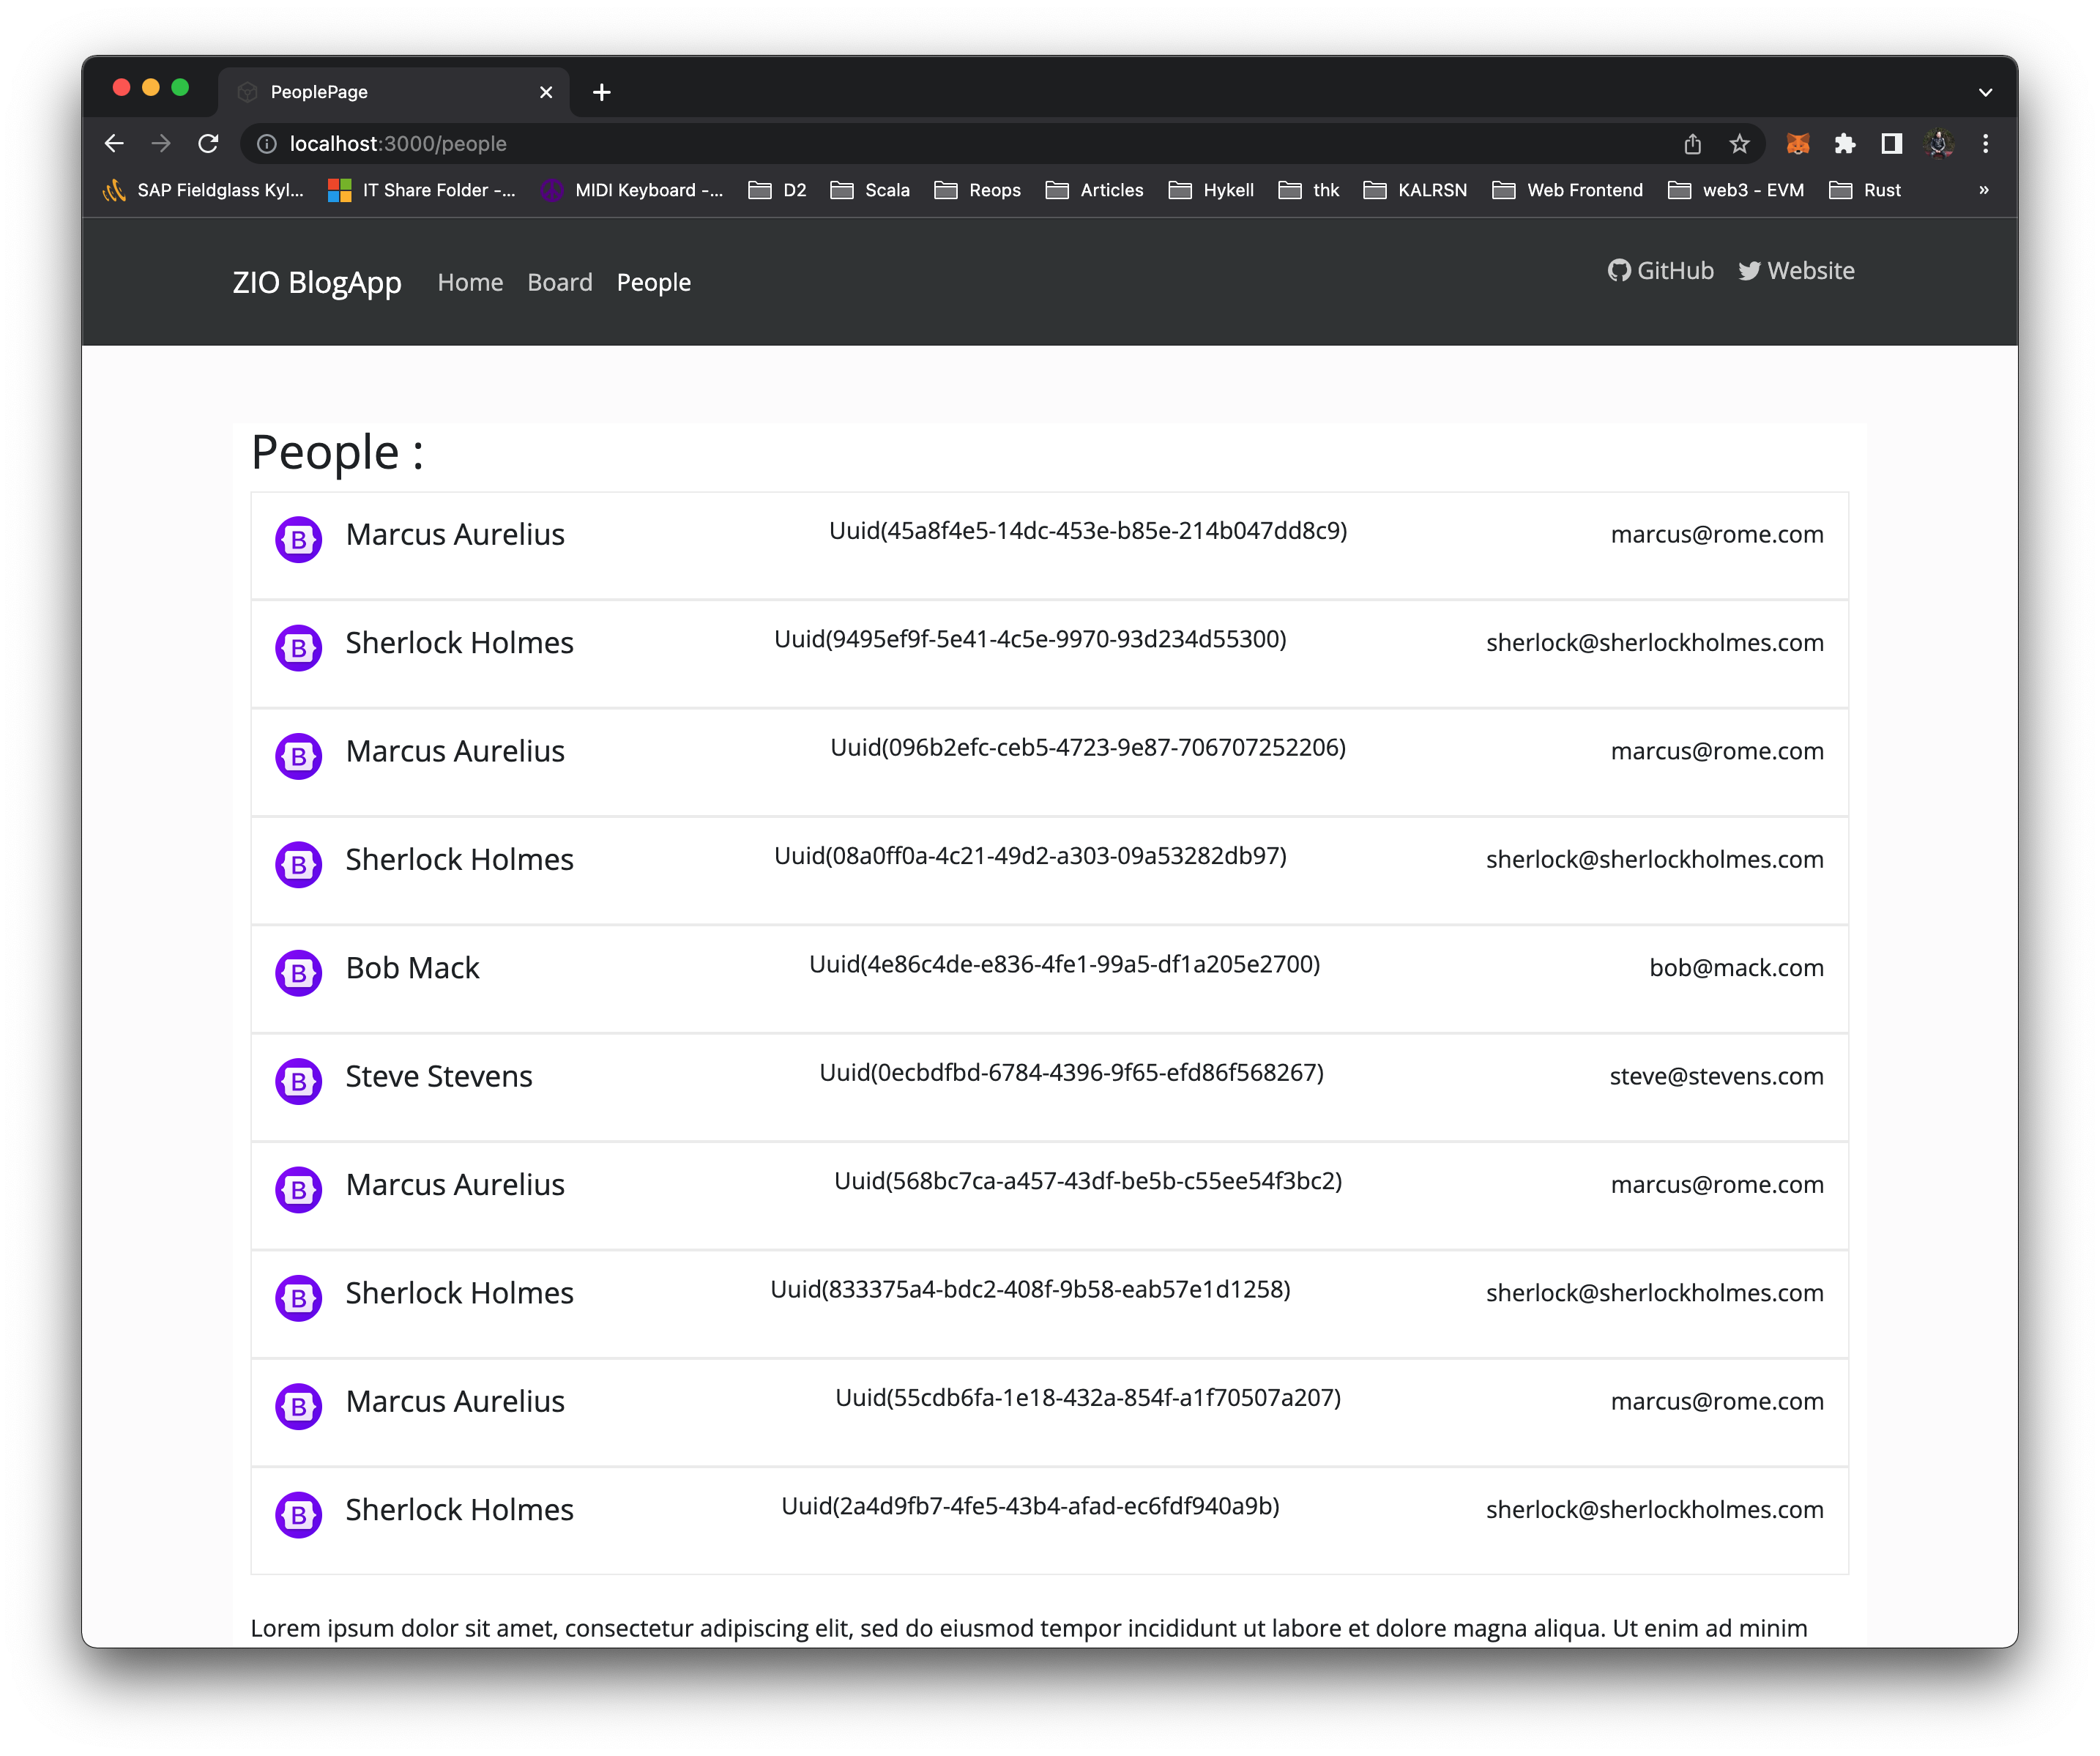 PeoplePage
localhost:3000/people
SAP Fieldglass Kyl... IT Share Folder -... MIDI Keyboard -... D2 Scala Reops Articles Hykell thk KALRSN Web Frontend web3 - EVM Rust »
ZIO BlogApp Home Board People GitHub Website
People :
B Marcus Aurelius Uuid(45a8f4e5-14dc-453e-b85e-214b047dd8c9) marcus@rome.com
B Sherlock Holmes Uuid(9495ef9f-5e41-4c5e-9970-93d234d55300) sherlock@sherlockholmes.com
B Marcus Aurelius Uuid(096b2efc-ceb5-4723-9e87-706707252206) marcus@rome.com
B Sherlock Holmes Uuid(08a0ff0a-4c21-49d2-a303-09a53282db97) sherlock@sherlockholmes.com
B Bob Mack Uuid(4e86c4de-e836-4fe1-99a5-df1a205e2700) bob@mack.com
B Steve Stevens Uuid(0ecbdfbd-6784-4396-9f65-efd86f568267) steve@stevens.com
B Marcus Aurelius Uuid(568bc7ca-a457-43df-be5b-c55ee54f3bc2) marcus@rome.com
B Sherlock Holmes Uuid(833375a4-bdc2-408f-9b58-eab57e1d1258) sherlock@sherlockholmes.com
B Marcus Aurelius Uuid(55cdb6fa-1e18-432a-854f-a1f70507a207) marcus@rome.com
B Sherlock Holmes Uuid(2a4d9fb7-4fe5-43b4-afad-ec6fdf940a9b) sherlock@sherlockholmes.com
Lorem ipsum dolor sit amet, consectetur adipiscing elit, sed do eiusmod tempor incididunt ut labore et dolore magna aliqua. Ut enim ad minim